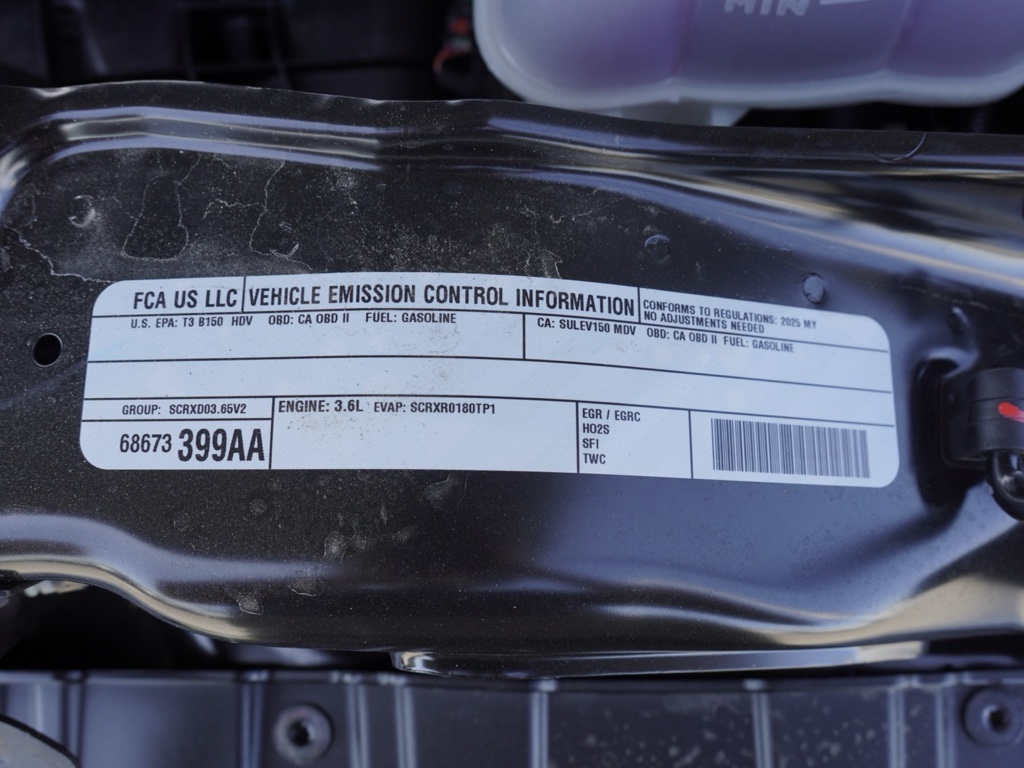 MIN
FCA US LLC
VEHICLE EMISSION CONTROL INFORMATION
CONFORMS TO REGULATIONS: 2025 MY
NO ADJUSTMENTS NEEDED
U.S. EPA: T3 B150 HDV OBD: CA OBD II FUEL: GASOLINE
CA: SULEV150 MDV OBD: CA OBD II FUEL: GASOLINE
GROUP: SCRXD03.65V2
68673 399AA
ENGINE: 3.6L EVAP: SCRXR0180TP1
EGR / EGRC
HO2S
SFI
TWC